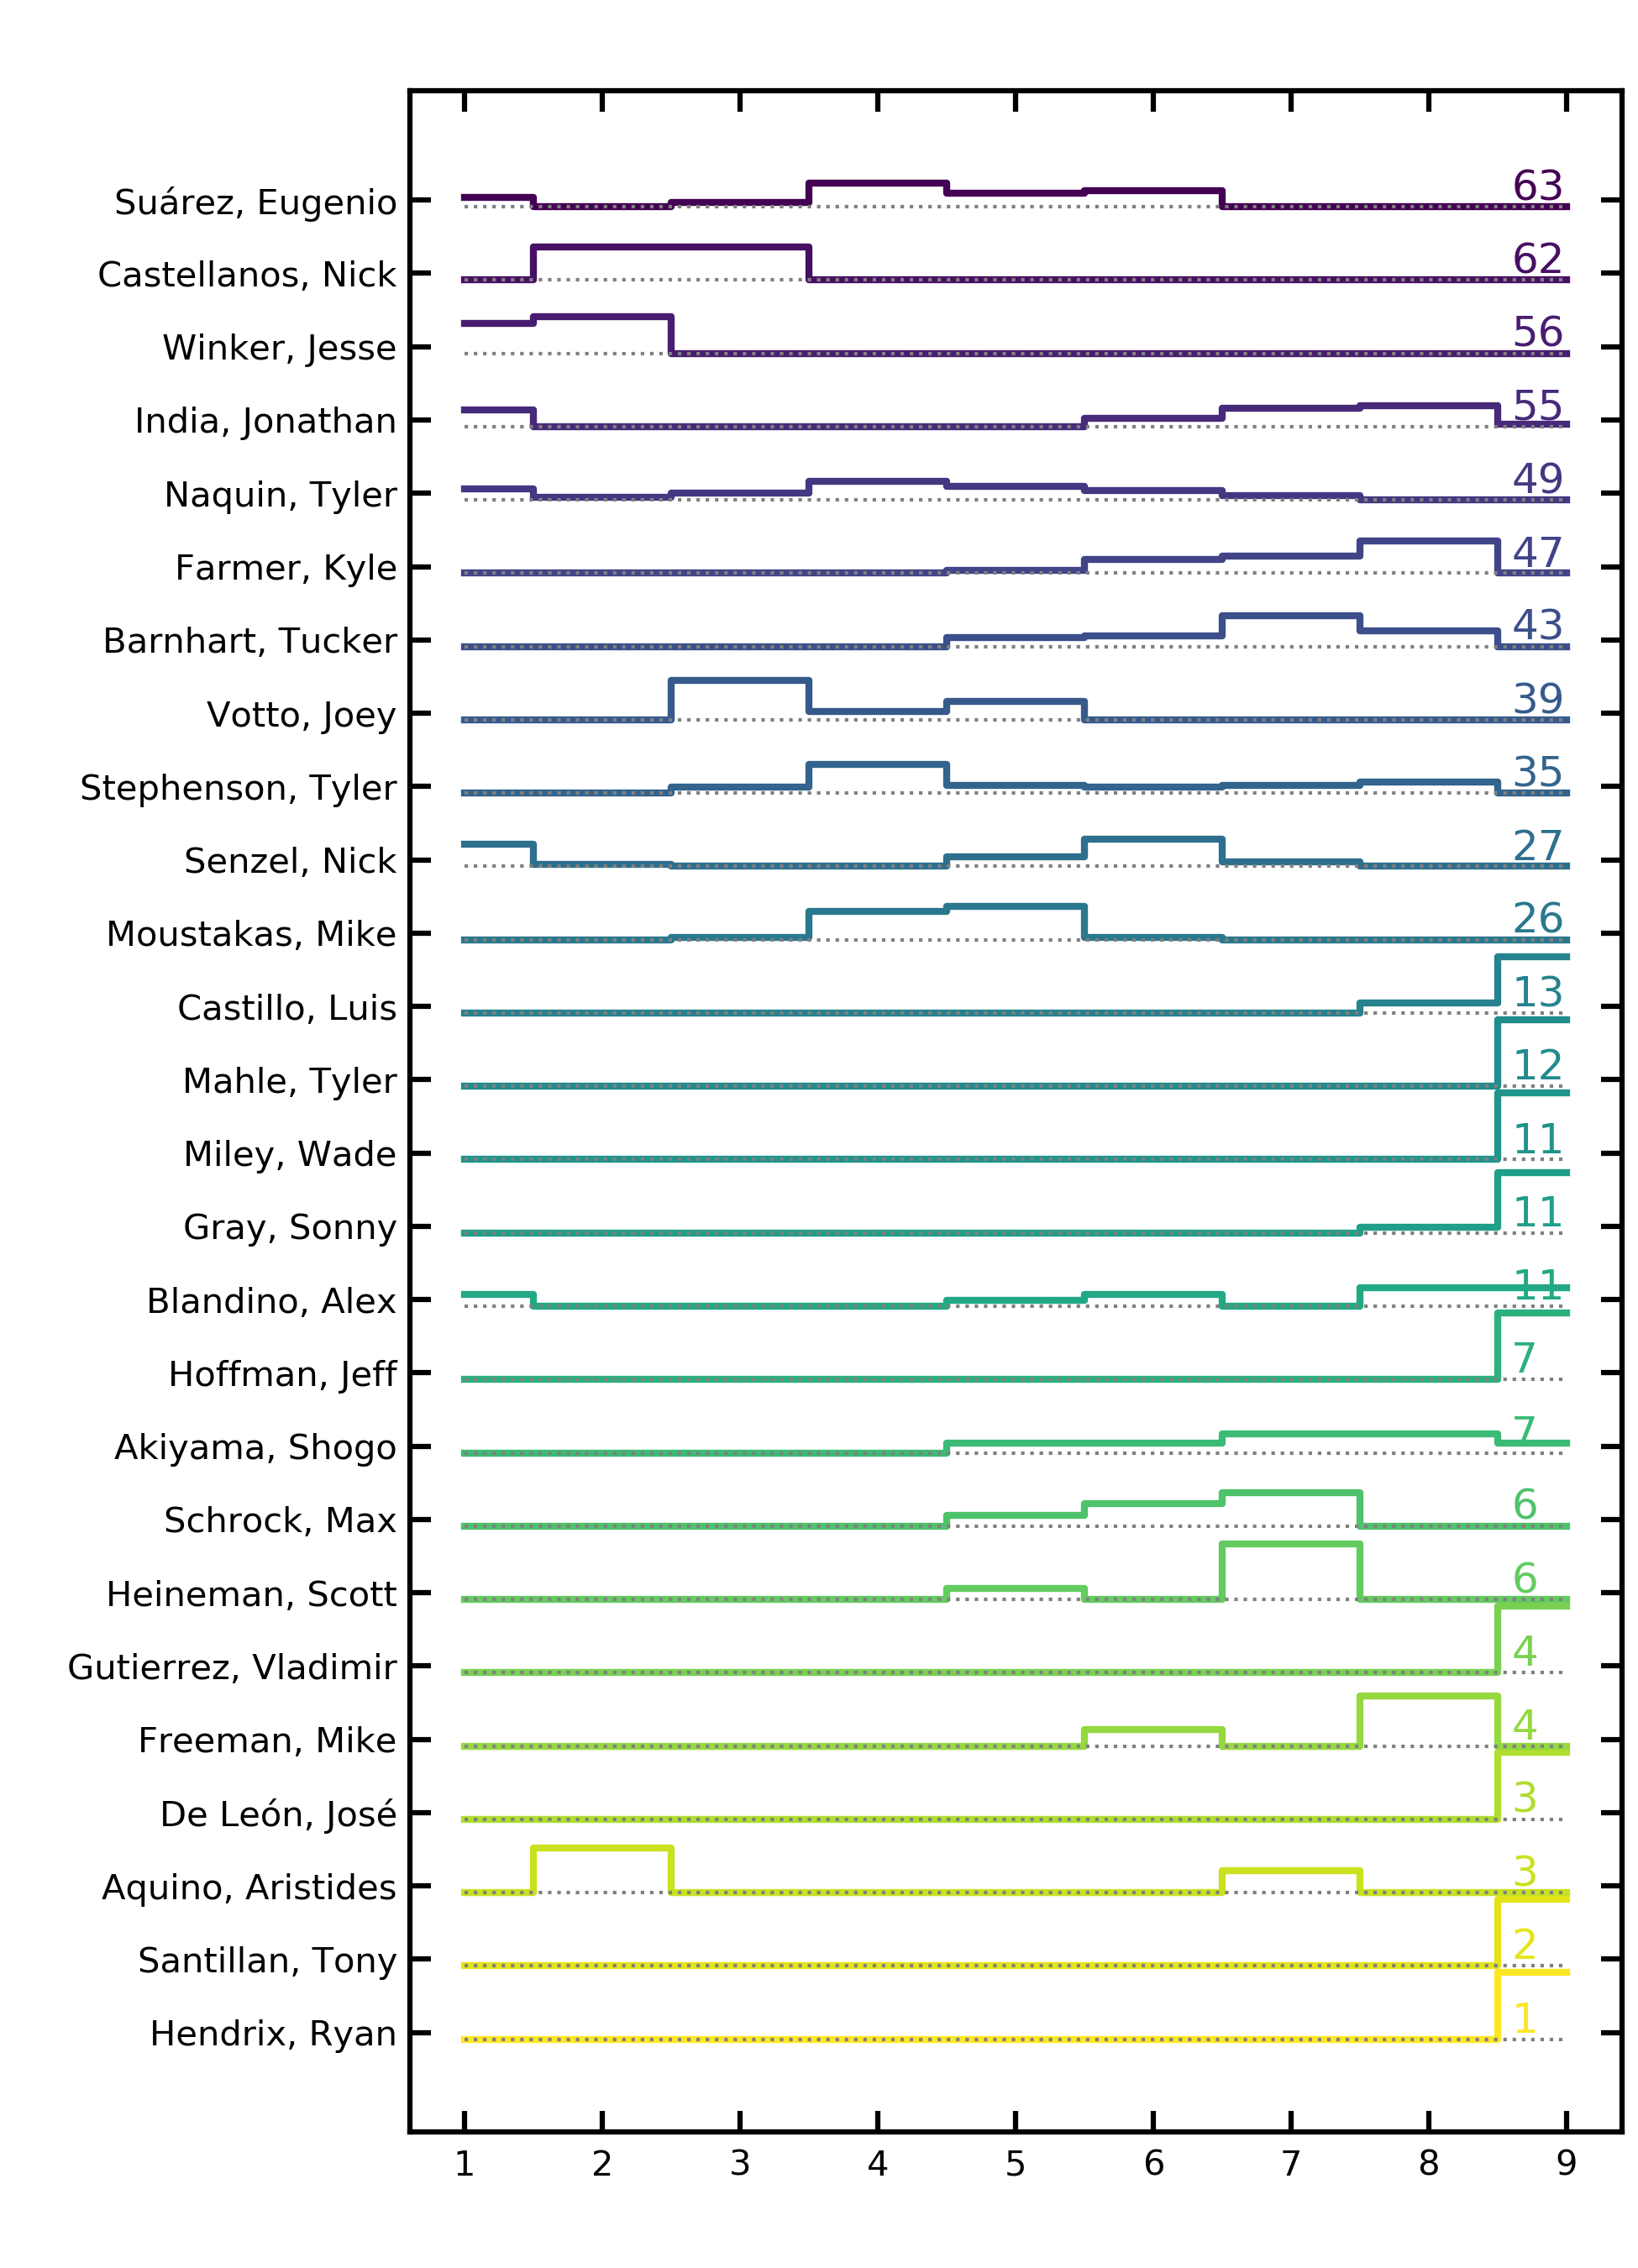 Suárez, Eugenio 63
Castellanos, Nick 62
Winker, Jesse 56
India, Jonathan 55
Naquin, Tyler 49
Farmer, Kyle 47
Barnhart, Tucker 43
Votto, Joey 39
Stephenson, Tyler 35
Senzel, Nick 27
Moustakas, Mike 26
Castillo, Luis 13
Mahle, Tyler 12
Miley, Wade 11
Gray, Sonny 11
Blandino, Alex 11
Hoffman, Jeff 7
Akiyama, Shogo 7
Schrock, Max 6
Heineman, Scott 6
Gutierrez, Vladimir 4
Freeman, Mike 4
De León, José 3
Aquino, Aristides 3
Santillan, Tony 2
Hendrix, Ryan 1
1 2 3 4 5 6 7 8 9